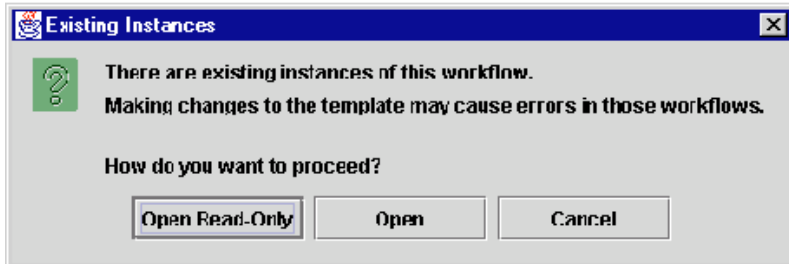 Existing Instances
There are existing instances of this workflow.
Making changes to the template may cause errors in those workflows.
How do you want to proceed?
Open Read-Only Open Cancel